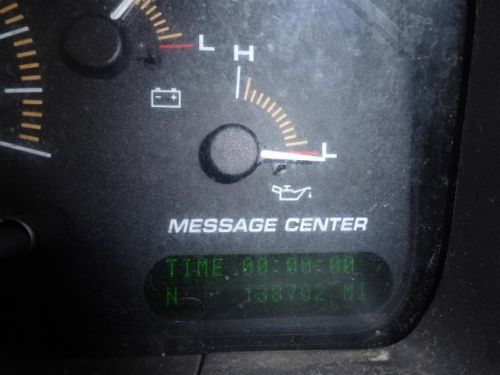 L
H
L
MESSAGE CENTER
TIME 00:00:00
N 138702 MI